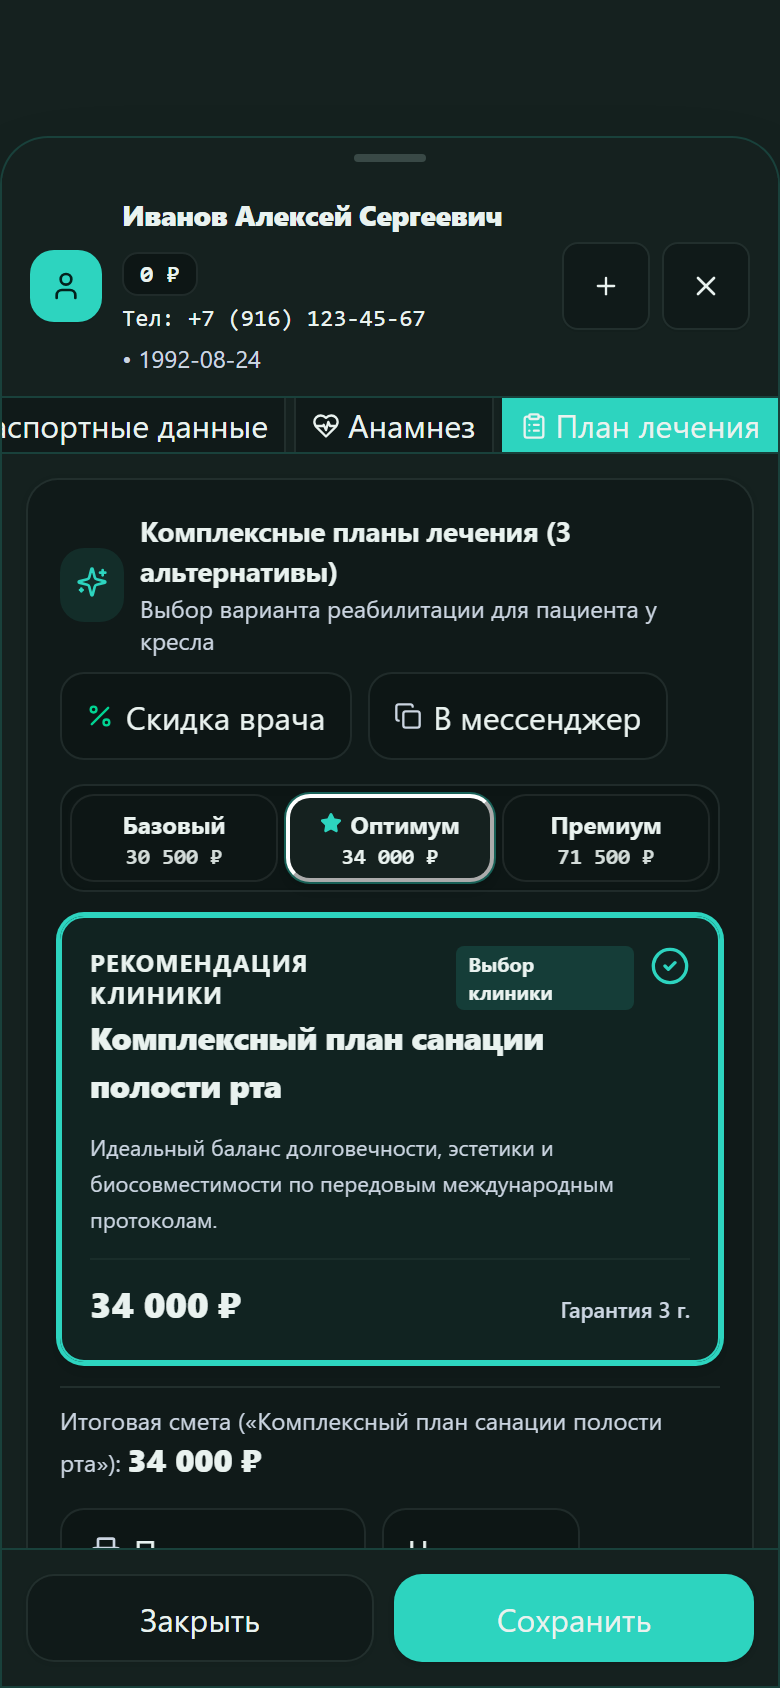 Иванов Алексей Сергеевич
0 ₽
Тел: +7 (916) 123-45-67
• 1992-08-24
аспортные данные
Анамнез
План лечения
Комплексные планы лечения (3
альтернативы)
Выбор варианта реабилитации для пациента у
кресла
% Скидка врача
В мессенджер
Базовый
30 500 ₽
Оптимум
34 000 ₽
Премиум
71 500 ₽
РЕКОМЕНДАЦИЯ
КЛИНИКИ
Выбор
клиники
Комплексный план санации
полости рта
Идеальный баланс долговечности, эстетики и
биосовместимости по передовым международным
протоколам.
34 000 ₽
Гарантия 3 г.
Итоговая смета («Комплексный план санации полости
рта»): 34 000 ₽
Закрыть
Сохранить